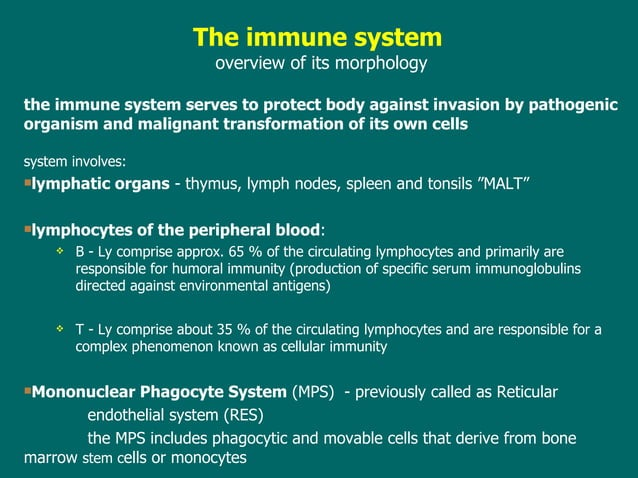 The immune system
overview of its morphology
the immune system serves to protect body against invasion by pathogenic
organism and malignant transformation of its own cells
system involves:
▪lymphatic organs - thymus, lymph nodes, spleen and tonsils ”MALT”
▪lymphocytes of the peripheral blood:
❖ B - Ly comprise approx. 65 % of the circulating lymphocytes and primarily are
responsible for humoral immunity (production of specific serum immunoglobulins
directed against environmental antigens)
❖ T - Ly comprise about 35 % of the circulating lymphocytes and are responsible for a
complex phenomenon known as cellular immunity
▪Mononuclear Phagocyte System (MPS) - previously called as Reticular
endothelial system (RES)
the MPS includes phagocytic and movable cells that derive from bone
marrow stem cells or monocytes